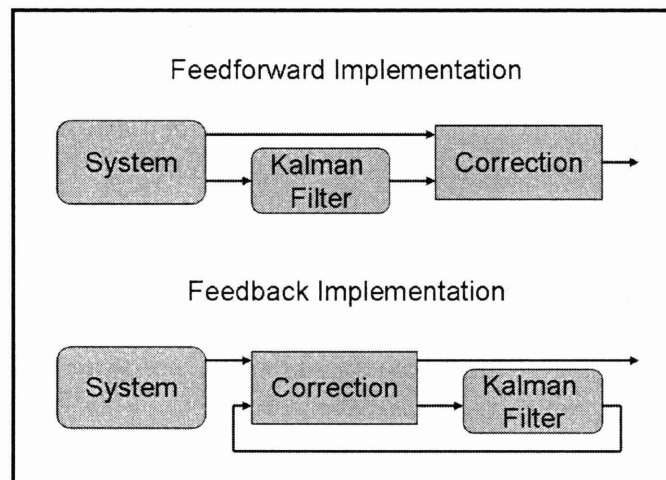 Feedforward Implementation
System
Kalman
Filter
Correction
Feedback Implementation
System
Correction
Kalman
Filter